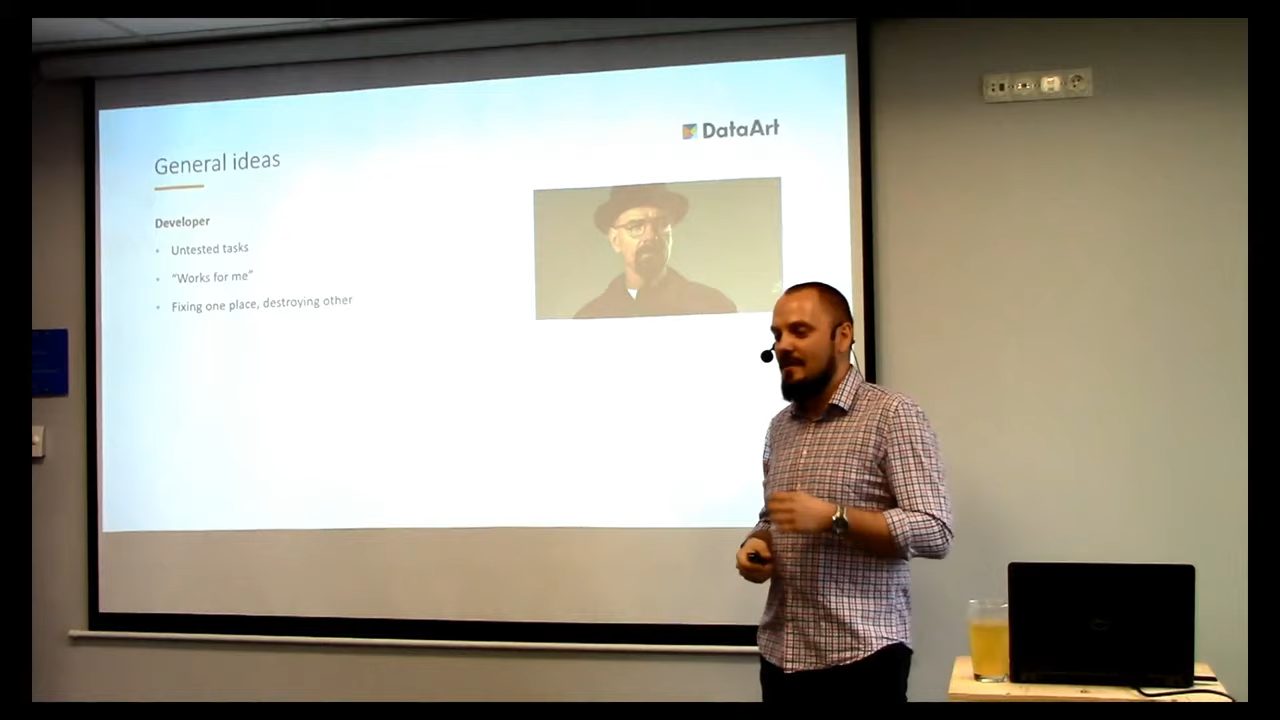 DataArt
General ideas
Developer
• Untested tasks
• “Works for me”
• Fixing one place, destroying other